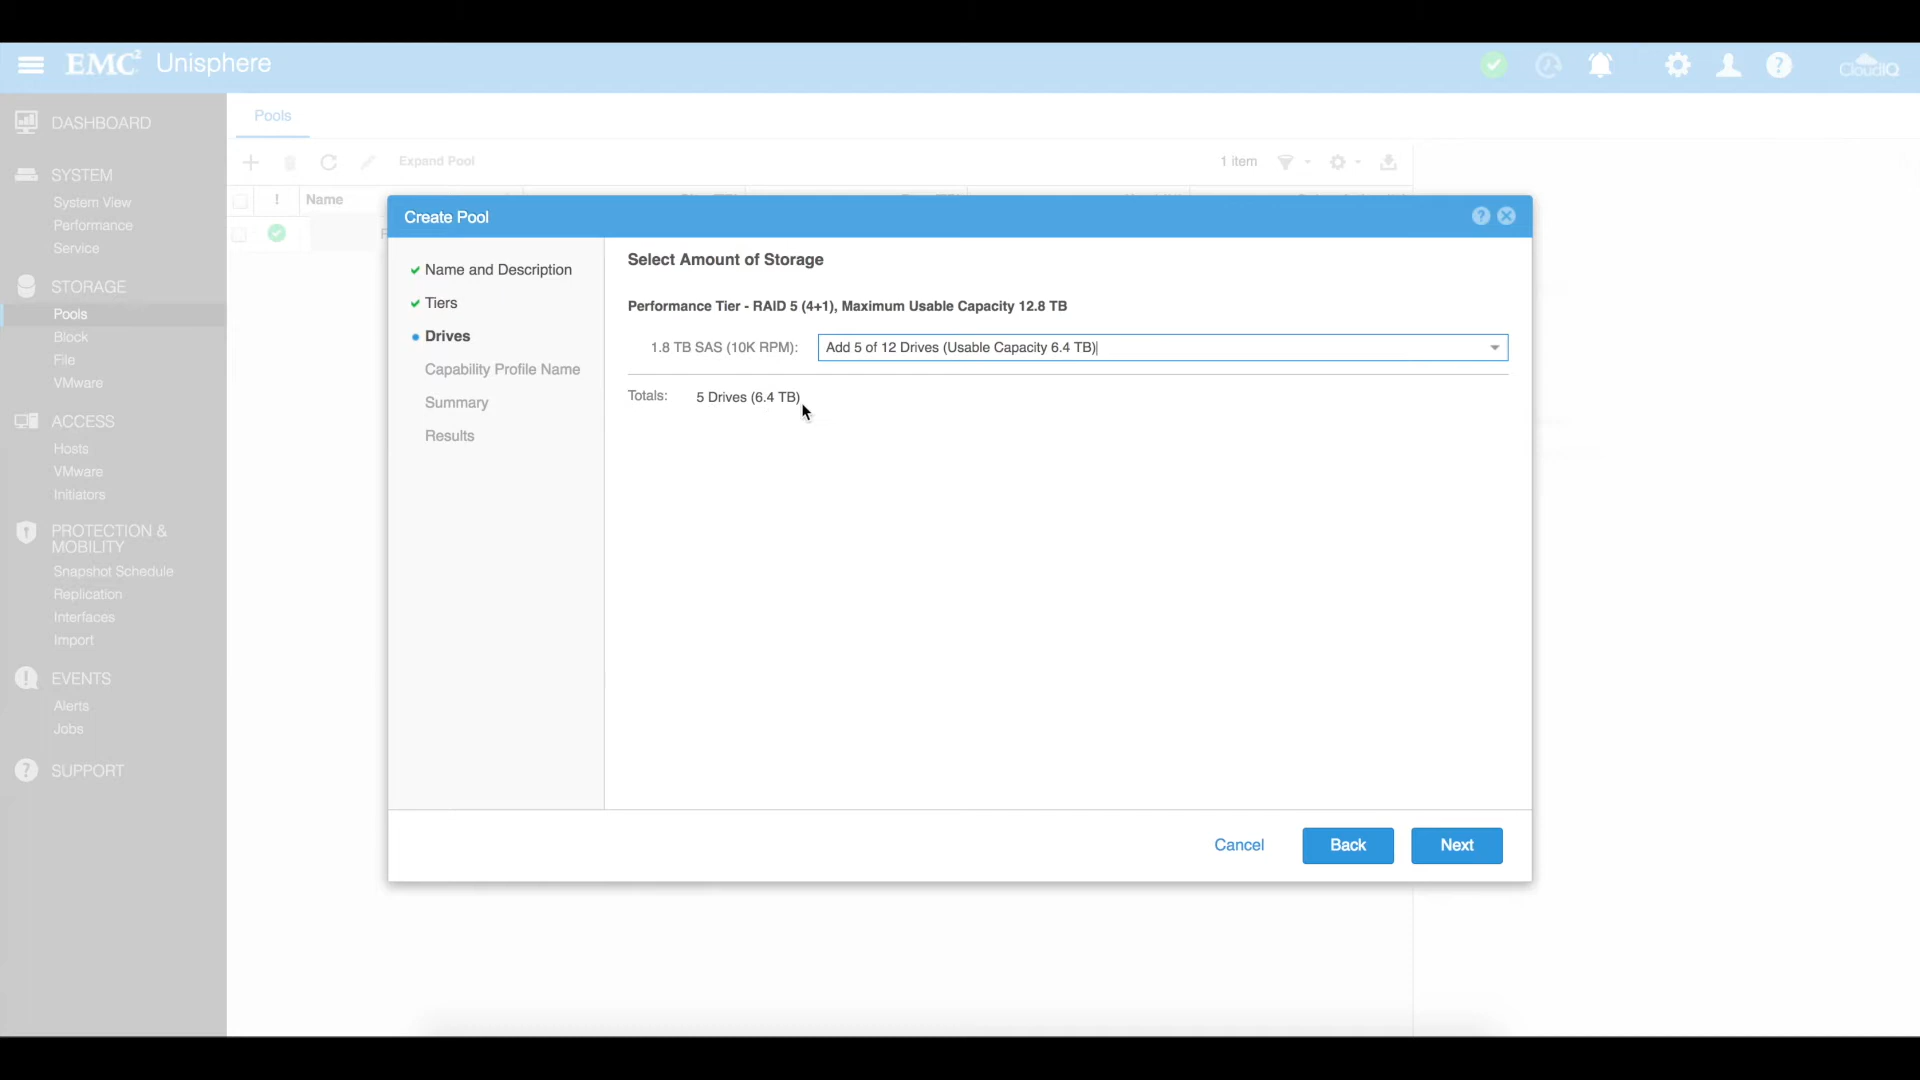 EMC² Unisphere
CloudIQ
DASHBOARD
SYSTEM
System View
Performance
Service
STORAGE
Pools
Block
File
VMware
ACCESS
Hosts
VMware
Initiators
PROTECTION &
MOBILITY
Snapshot Schedule
Replication
Interfaces
Import
EVENTS
Alerts
Jobs
SUPPORT
Pools
Expand Pool
1 item
! Name
Create Pool
Name and Description
Tiers
Drives
Capability Profile Name
Summary
Results
Select Amount of Storage
Performance Tier - RAID 5 (4+1), Maximum Usable Capacity 12.8 TB
1.8 TB SAS (10K RPM): Add 5 of 12 Drives (Usable Capacity 6.4 TB)
Totals: 5 Drives (6.4 TB)
Cancel Back Next